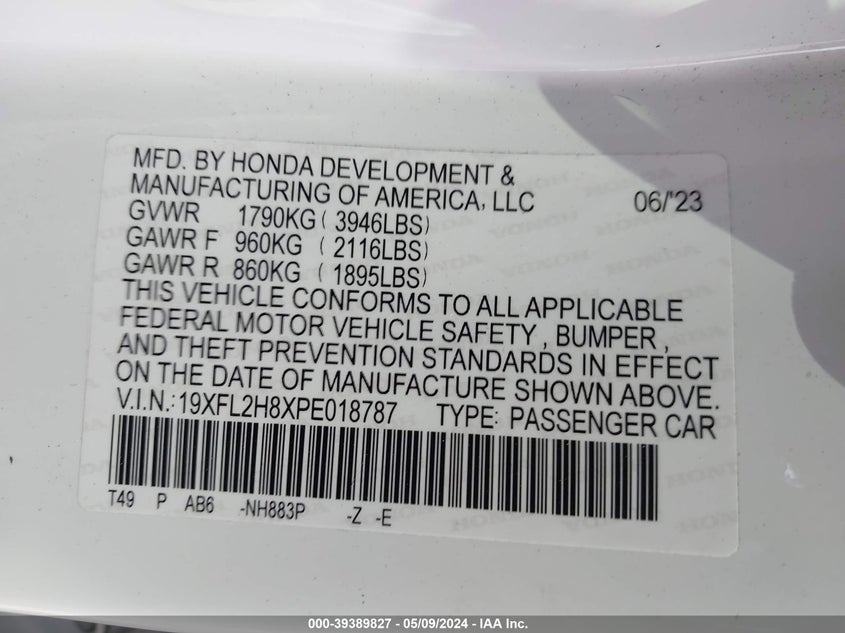 MFD. BY HONDA DEVELOPMENT &
MANUFACTURING OF AMERICA, LLC 06/'23
GVWR 1790KG ( 3946LBS)
GAWR F 960KG ( 2116LBS)
GAWR R 860KG ( 1895LBS)
THIS VEHICLE CONFORMS TO ALL APPLICABLE
FEDERAL MOTOR VEHICLE SAFETY , BUMPER ,
AND THEFT PREVENTION STANDARDS IN EFFECT
ON THE DATE OF MANUFACTURE SHOWN ABOVE.
V.I.N.: 19XFL2H8XPE018787 TYPE: PASSENGER CAR
T49 P AB6 -NH883P -Z -E
000-39389827 - 05/09/2024 - IAA Inc.